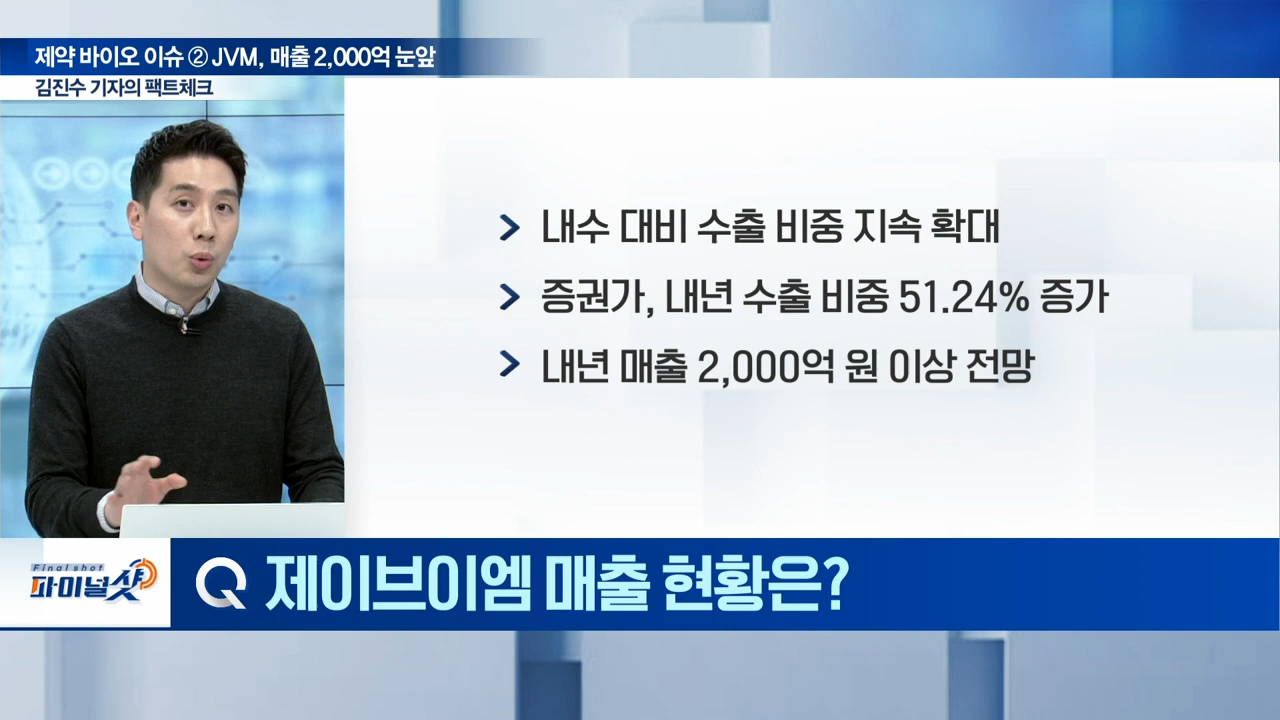 제약 바이오 이슈 ② JVM, 매출 2,000억 눈앞
김진수 기자의 팩트체크
> 내수 대비 수출 비중 지속 확대
> 증권가, 내년 수출 비중 51.24% 증가
> 내년 매출 2,000억 원 이상 전망
Final shot
파이널샷
Q 제이브이엠 매출 현황은?